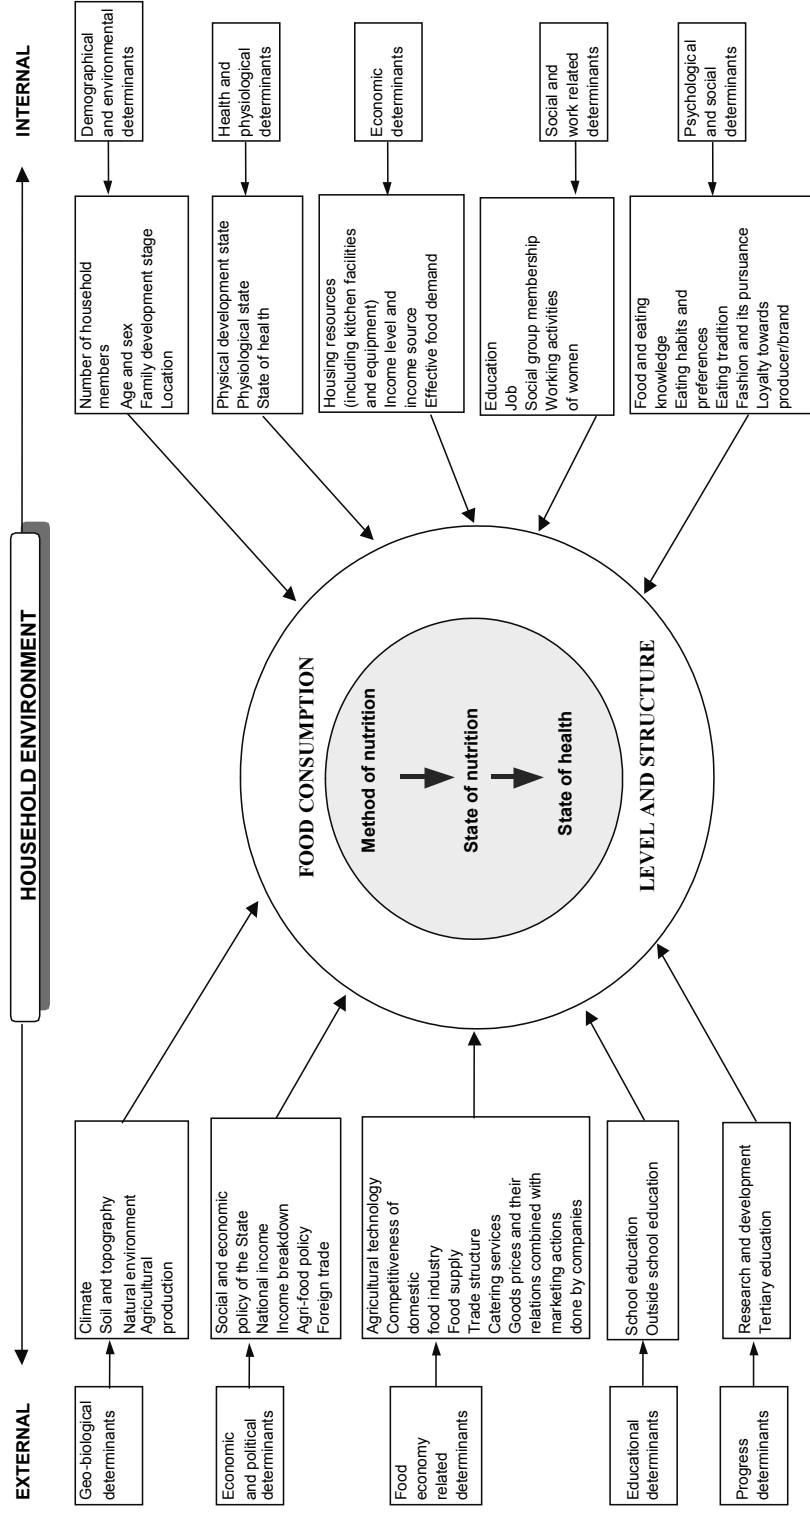 HOUSEHOLD ENVIRONMENT
EXTERNAL
INTERNAL
Geo-biological
determinants
Climate
Soil and topography
Natural environment
Agricultural
production
Economic
and political
determinants
Social and economic
policy of the State
National income
Income breakdown
Agri-food policy
Foreign trade
Food
economy
related
determinants
Agricultural technology
Competitiveness of
domestic
food industry
Food supply
Trade structure
Catering services
Goods prices and their
relations combined with
marketing actions
done by companies
Educational
determinants
School education
Outside school education
Progress
determinants
Research and development
Tertiary education
FOOD CONSUMPTION
Method of nutrition
State of nutrition
State of health
LEVEL AND STRUCTURE
Number of household
members
Age and sex
Family development stage
Location
Demographical
and environmental
determinants
Physical development state
Physiological state
State of health
Health and
physiological
determinants
Housing resources
(including kitchen facilities
and equipment)
Income level and
income source
Effective food demand
Economic
determinants
Education
Job
Social group membership
Working activities
of women
Social and
work related
determinants
Food and eating
knowledge
Eating habits and
preferences
Eating tradition
Fashion and its pursuance
Loyalty towards
producer/brand
Psychological
and social
determinants